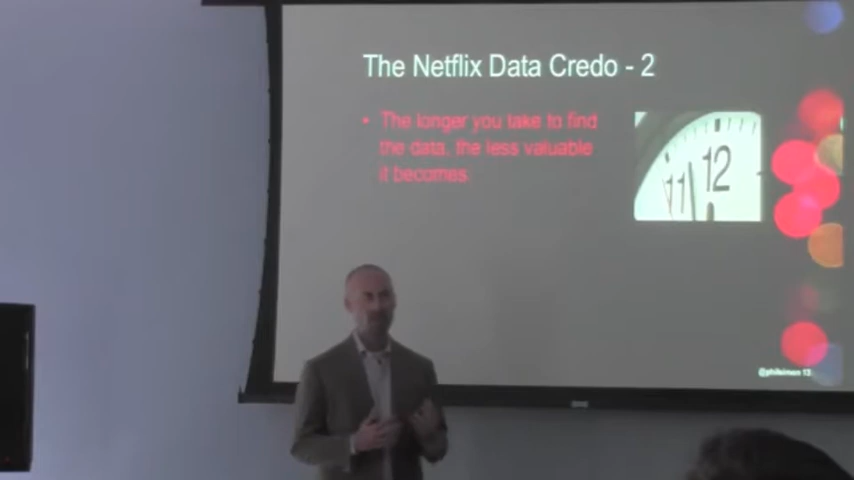 The Netflix Data Credo - 2
• The longer you take to find
the data, the less valuable
it becomes
12
11
@philsimon 13